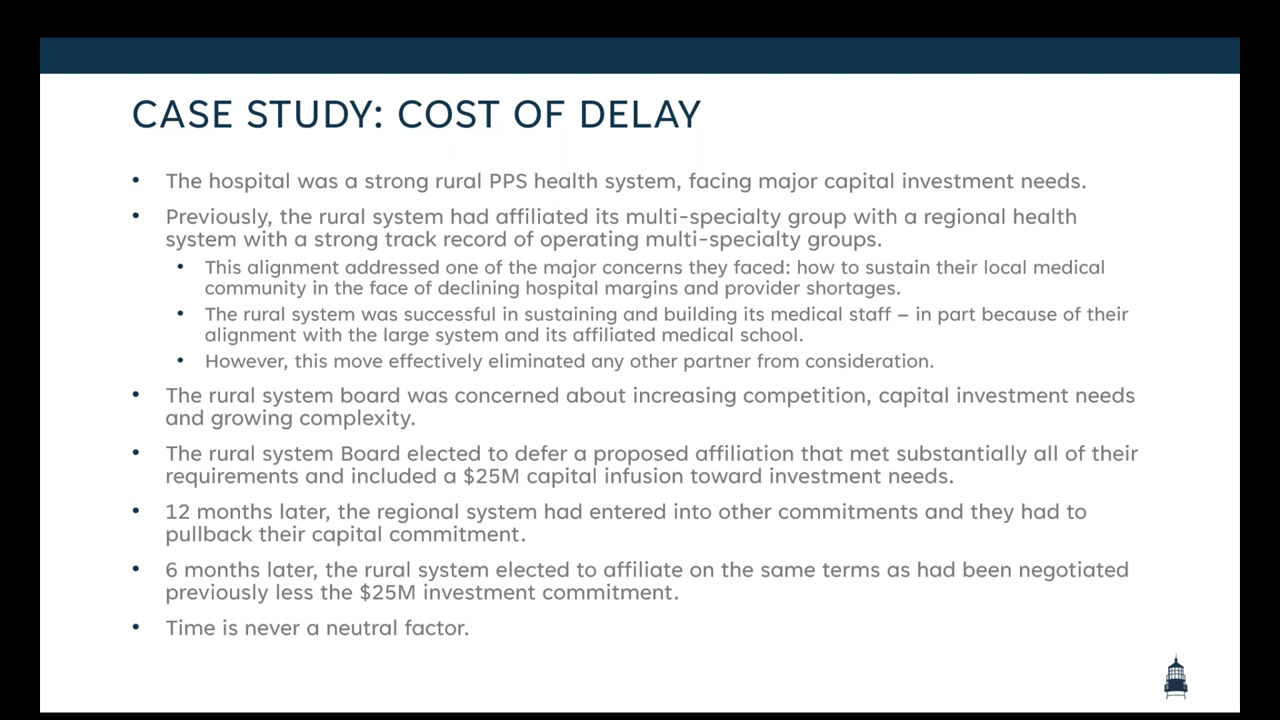 CASE STUDY: COST OF DELAY
• The hospital was a strong rural PPS health system, facing major capital investment needs.
• Previously, the rural system had affiliated its multi-specialty group with a regional health
system with a strong track record of operating multi-specialty groups.
• This alignment addressed one of the major concerns they faced: how to sustain their local medical
community in the face of declining hospital margins and provider shortages.
• The rural system was successful in sustaining and building its medical staff – in part because of their
alignment with the large system and its affiliated medical school.
• However, this move effectively eliminated any other partner from consideration.
• The rural system board was concerned about increasing competition, capital investment needs
and growing complexity.
• The rural system Board elected to defer a proposed affiliation that met substantially all of their
requirements and included a $25M capital infusion toward investment needs.
• 12 months later, the regional system had entered into other commitments and they had to
pullback their capital commitment.
• 6 months later, the rural system elected to affiliate on the same terms as had been negotiated
previously less the $25M investment commitment.
• Time is never a neutral factor.